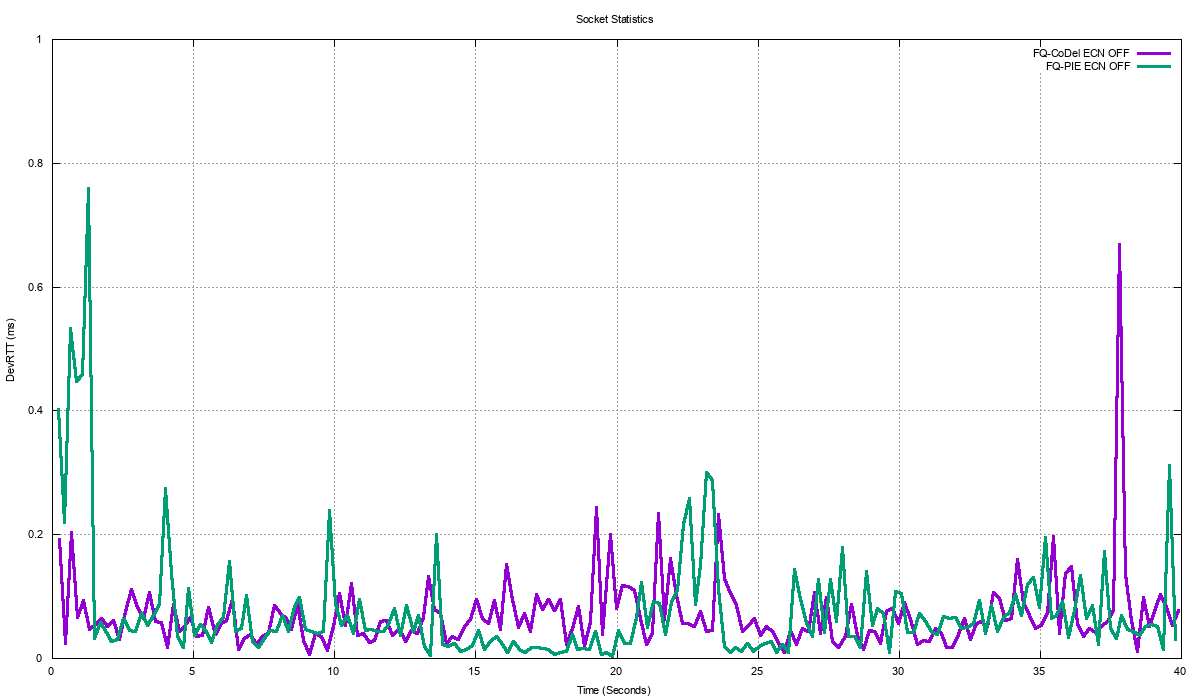 Socket Statistics
1
FQ-CoDel ECN OFF
FQ-PIE ECN OFF
0.8
0.6
DevRTT (ms)
0.4
0.2
0
0 5 10 15 20 25 30 35 40
Time (Seconds)